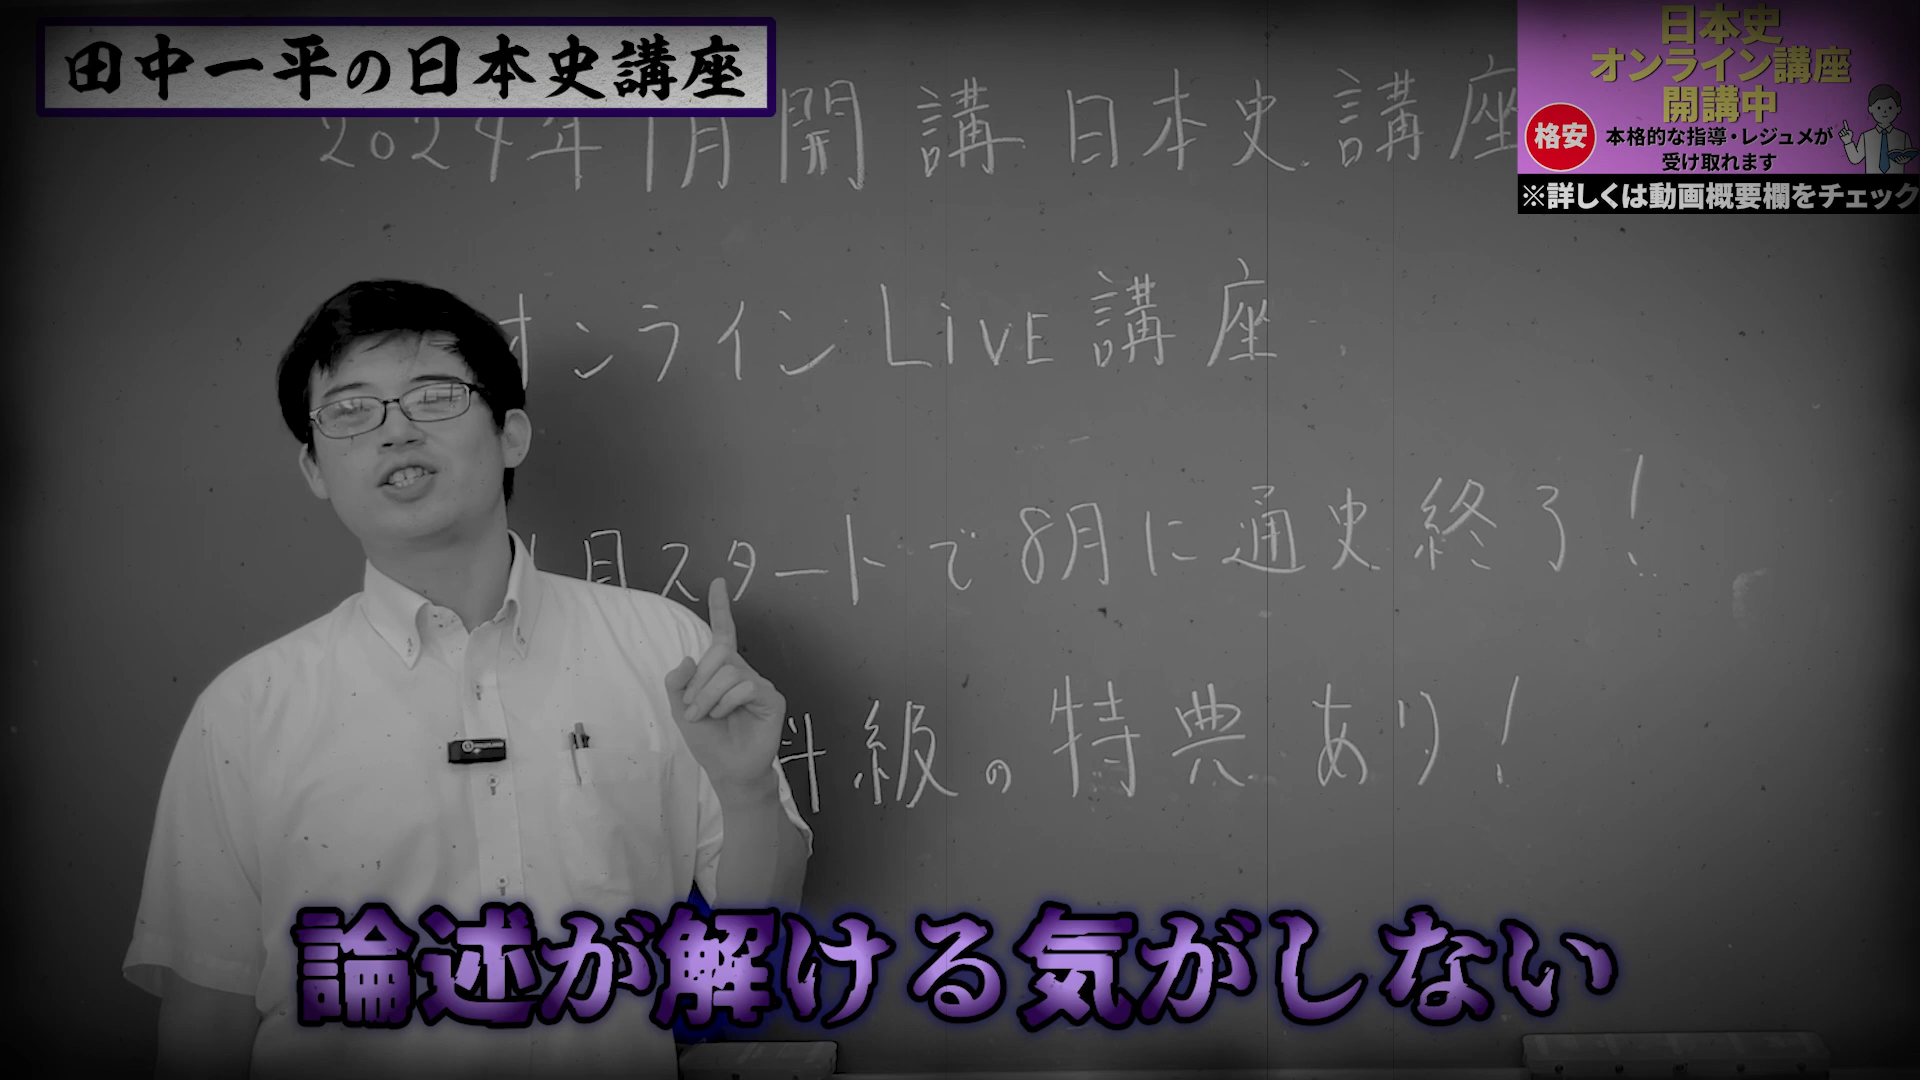 田中一平の日本史講座
日本史
オンライン講座
開講中
格安
本格的な指導・レジュメが
受け取れます
※詳しくは動画概要欄をチェック
2024年1月開講 日本史講座
オンラインLiVE講座
月スタートで8月に通史終了!
級の特典あり!
論述が解ける気がしない